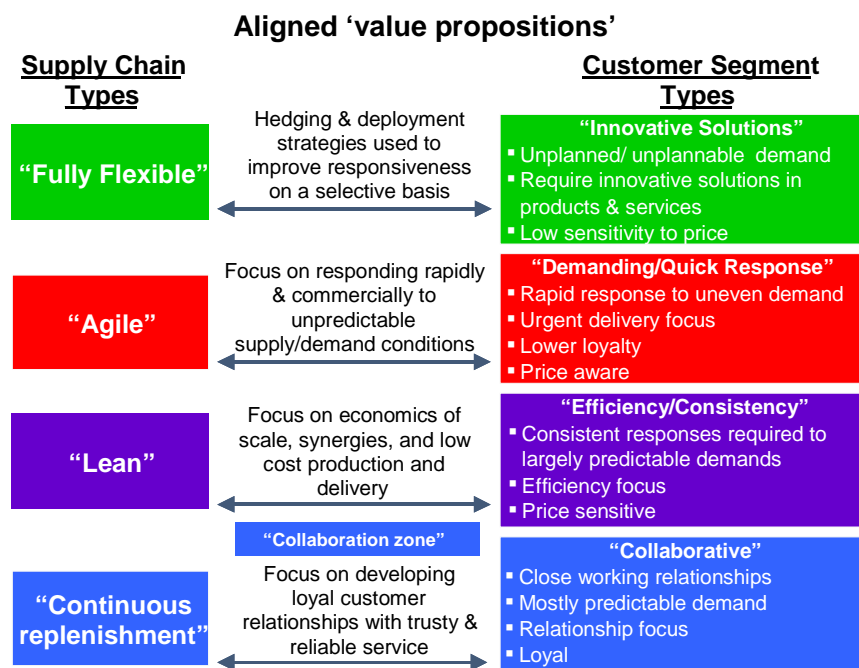 Aligned ‘value propositions’
Supply Chain
Types
Customer Segment
Types
“Fully Flexible”
Hedging & deployment
strategies used to
improve responsiveness
on a selective basis
“Innovative Solutions”
▪ Unplanned/ unplannable demand
▪ Require innovative solutions in
products & services
▪ Low sensitivity to price
“Agile”
Focus on responding rapidly
& commercially to
unpredictable
supply/demand conditions
“Demanding/Quick Response”
▪ Rapid response to uneven demand
▪ Urgent delivery focus
▪ Lower loyalty
▪ Price aware
“Lean”
Focus on economics of
scale, synergies, and low
cost production and
delivery
“Efficiency/Consistency”
▪ Consistent responses required to
largely predictable demands
▪ Efficiency focus
▪ Price sensitive
“Collaboration zone”
“Continuous
replenishment”
Focus on developing
loyal customer
relationships with trusty &
reliable service
“Collaborative”
▪ Close working relationships
▪ Mostly predictable demand
▪ Relationship focus
▪ Loyal